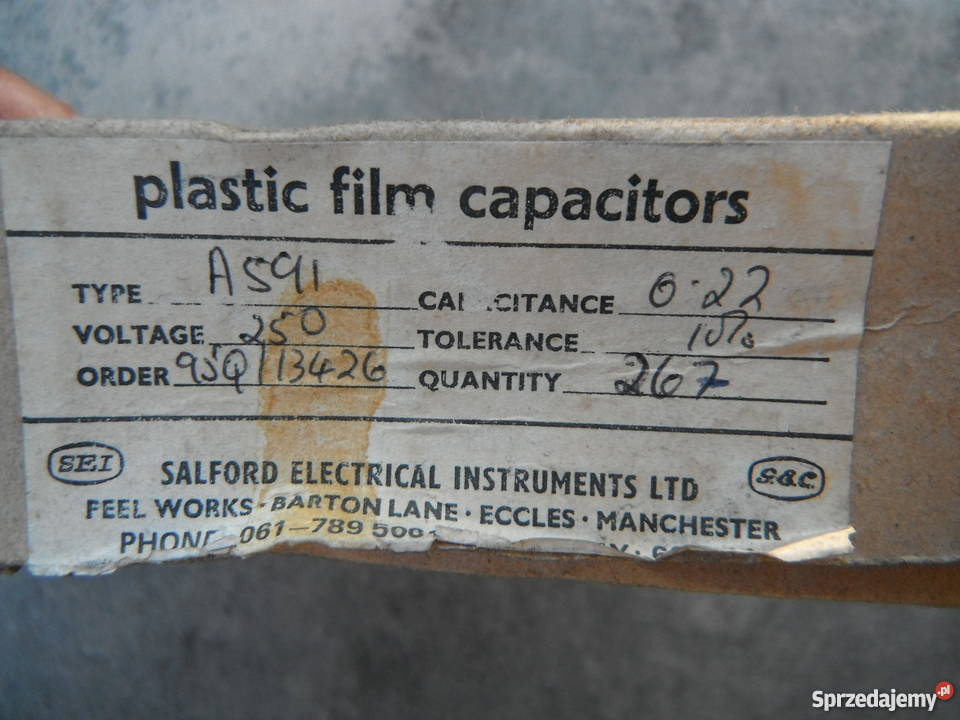 plastic film capacitors
TYPE A591 CAPACITANCE 0.22
VOLTAGE 250 TOLERANCE 10%
ORDER 95Q/13426 QUANTITY 267
SEI SALFORD ELECTRICAL INSTRUMENTS LTD G.E.C.
FEEL WORKS · BARTON LANE · ECCLES · MANCHESTER
PHONE 061-789
Sprzedajemy.pl